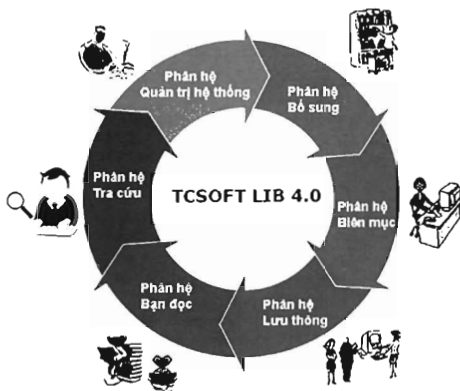 Phân hệ
Quản trị hệ thống
Phân hệ
Bổ sung
Phân hệ
Biên mục
Phân hệ
Lưu thông
Phân hệ
Bạn đọc
Phân hệ
Tra cứu
TCSOFT LIB 4.0